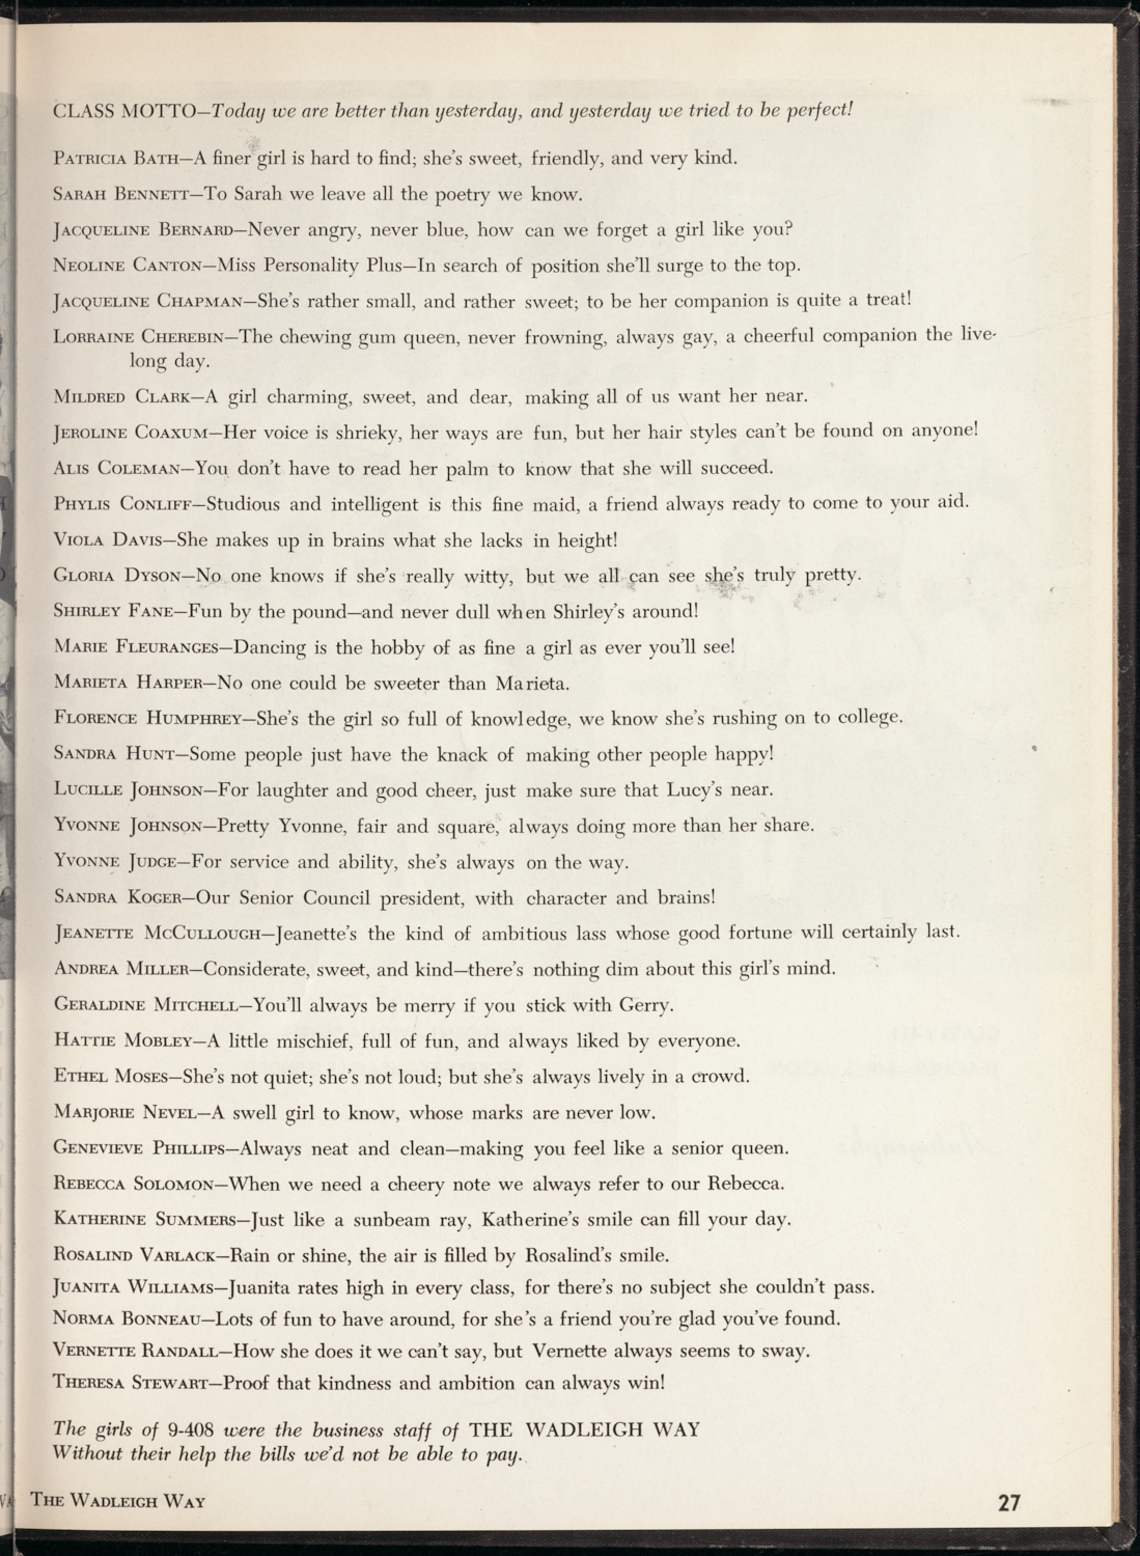 CLASS MOTTO—Today we are better than yesterday, and yesterday we tried to be perfect!
PATRICIA BATH—A finer girl is hard to find; she's sweet, friendly, and very kind.
SARAH BENNETT—To Sarah we leave all the poetry we know.
JACQUELINE BERNARD—Never angry, never blue, how can we forget a girl like you?
NEOLINE CANTON—Miss Personality Plus—In search of position she'll surge to the top.
JACQUELINE CHAPMAN—She's rather small, and rather sweet; to be her companion is quite a treat!
LORRAINE CHEREBIN—The chewing gum queen, never frowning, always gay, a cheerful companion the live-
long day.
MILDRED CLARK—A girl charming, sweet, and dear, making all of us want her near.
JEROLINE COAXUM—Her voice is shrieky, her ways are fun, but her hair styles can't be found on anyone!
ALIS COLEMAN—You don't have to read her palm to know that she will succeed.
PHYLIS CONLIFF—Studious and intelligent is this fine maid, a friend always ready to come to your aid.
VIOLA DAVIS—She makes up in brains what she lacks in height!
GLORIA DYSON—No one knows if she's really witty, but we all can see she's truly pretty.
SHIRLEY FANE—Fun by the pound—and never dull when Shirley's around!
MARIE FLEURANGES—Dancing is the hobby of as fine a girl as ever you'll see!
MARIETA HARPER—No one could be sweeter than Marieta.
FLORENCE HUMPHREY—She's the girl so full of knowledge, we know she's rushing on to college.
SANDRA HUNT—Some people just have the knack of making other people happy!
LUCILLE JOHNSON—For laughter and good cheer, just make sure that Lucy's near.
YVONNE JOHNSON—Pretty Yvonne, fair and square, always doing more than her share.
YVONNE JUDGE—For service and ability, she's always on the way.
SANDRA KOGER—Our Senior Council president, with character and brains!
JEANETTE MCCULLOUGH—Jeanette's the kind of ambitious lass whose good fortune will certainly last.
ANDREA MILLER—Considerate, sweet, and kind—there's nothing dim about this girl's mind.
GERALDINE MITCHELL—You'll always be merry if you stick with Gerry.
HATTIE MOBLEY—A little mischief, full of fun, and always liked by everyone.
ETHEL MOSES—She's not quiet; she's not loud; but she's always lively in a crowd.
MARJORIE NEVEL—A swell girl to know, whose marks are never low.
GENEVIEVE PHILLIPS—Always neat and clean—making you feel like a senior queen.
REBECCA SOLOMON—When we need a cheery note we always refer to our Rebecca.
KATHERINE SUMMERS—Just like a sunbeam ray, Katherine's smile can fill your day.
ROSALIND VARLACK—Rain or shine, the air is filled by Rosalind's smile.
JUANITA WILLIAMS—Juanita rates high in every class, for there's no subject she couldn't pass.
NORMA BONNEAU—Lots of fun to have around, for she's a friend you're glad you've found.
VERNETTE RANDALL—How she does it we can't say, but Vernette always seems to sway.
THERESA STEWART—Proof that kindness and ambition can always win!
The girls of 9-408 were the business staff of THE WADLEIGH WAY
Without their help the bills we'd not be able to pay.
THE WADLEIGH WAY 27